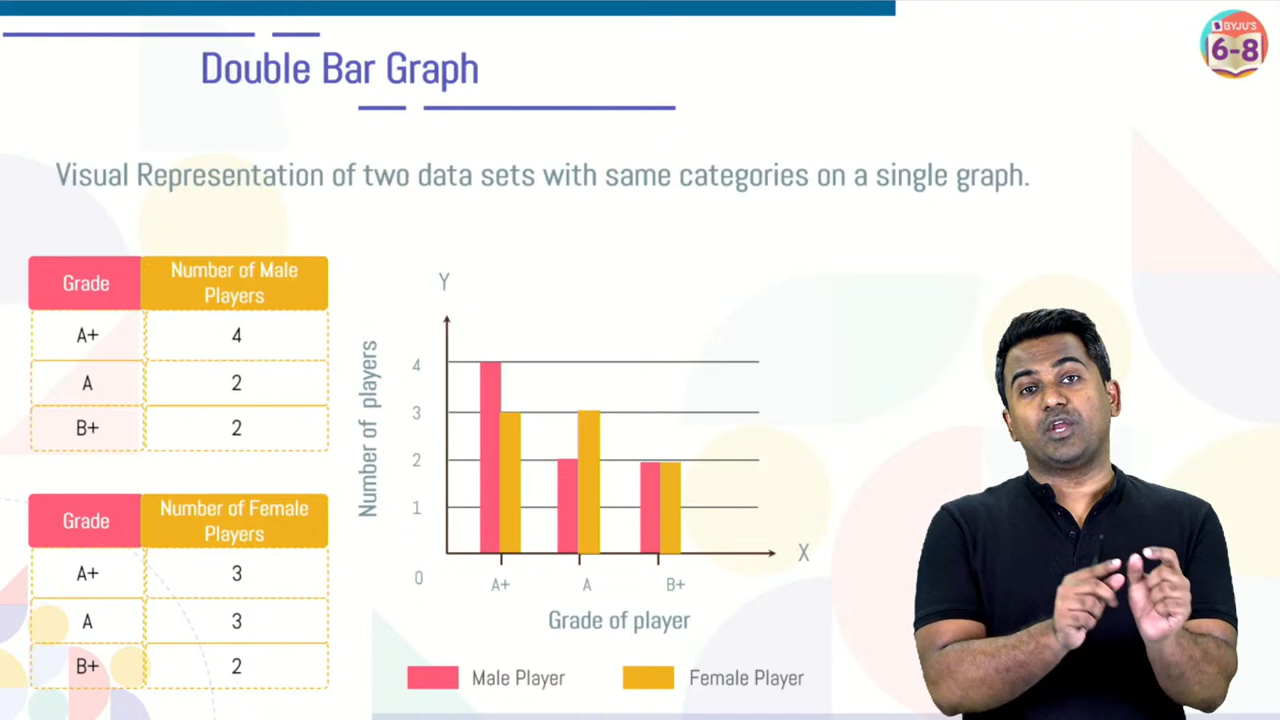 BYJU'S
6-8
Double Bar Graph
Visual Representation of two data sets with same categories on a single graph.
Grade
Number of Male
Players
A+ 4
A 2
B+ 2
Grade
Number of Female
Players
A+ 3
A 3
B+ 2
Y
Number of players
4
3
2
1
0
A+ A B+
X
Grade of player
Male Player Female Player